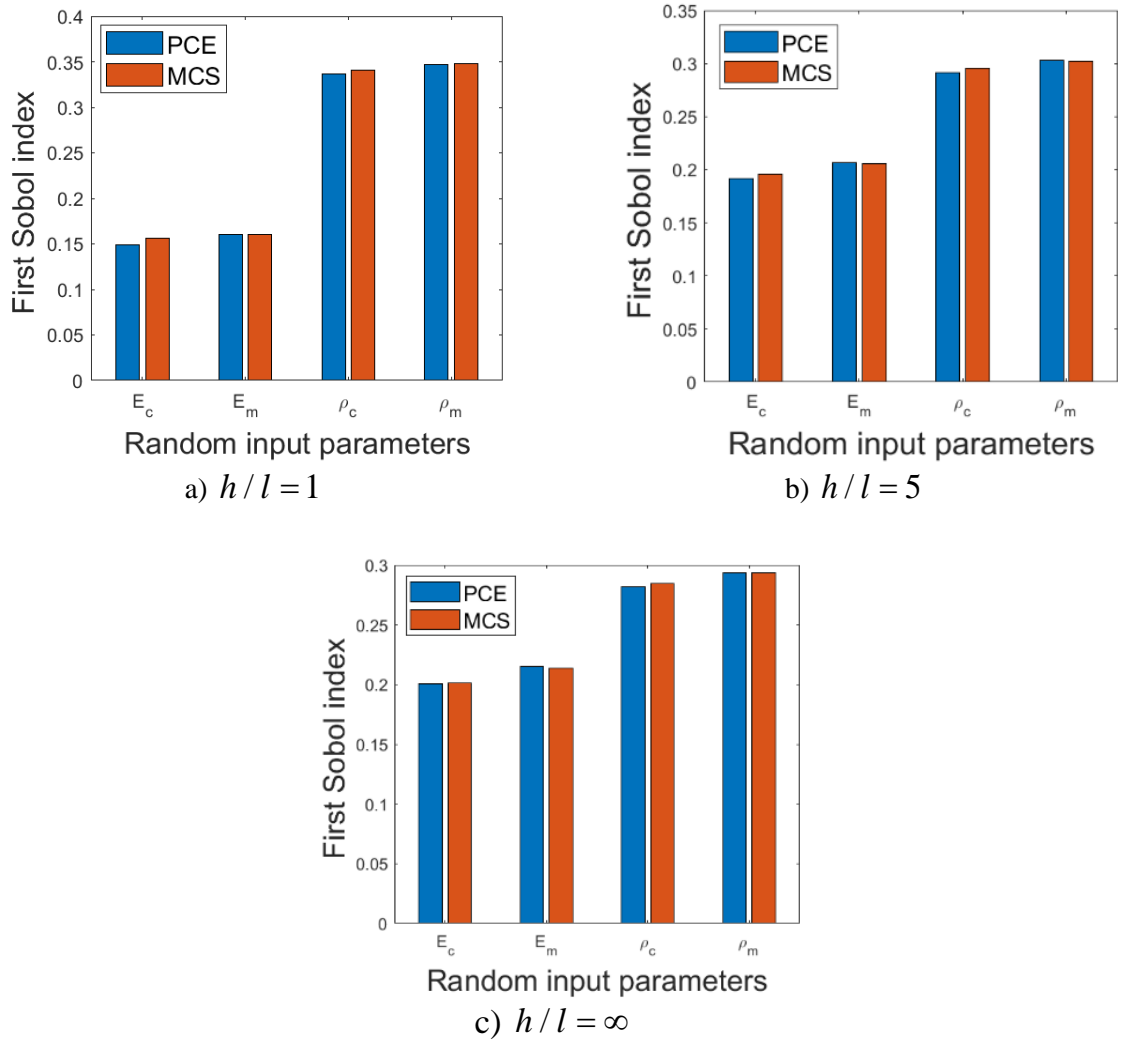 0.4
0.35
0.3
0.25
0.2
0.15
0.1
0.05
0
First Sobol index
PCE
MCS
E_c E_m ρ_c ρ_m
Random input parameters
a) h / l = 1
0.35
0.3
0.25
0.2
0.15
0.1
0.05
0
First Sobol index
PCE
MCS
E_c E_m ρ_c ρ_m
Random input parameters
b) h / l = 5
0.3
0.25
0.2
0.15
0.1
0.05
0
First Sobol index
PCE
MCS
E_c E_m ρ_c ρ_m
Random input parameters
c) h / l = ∞